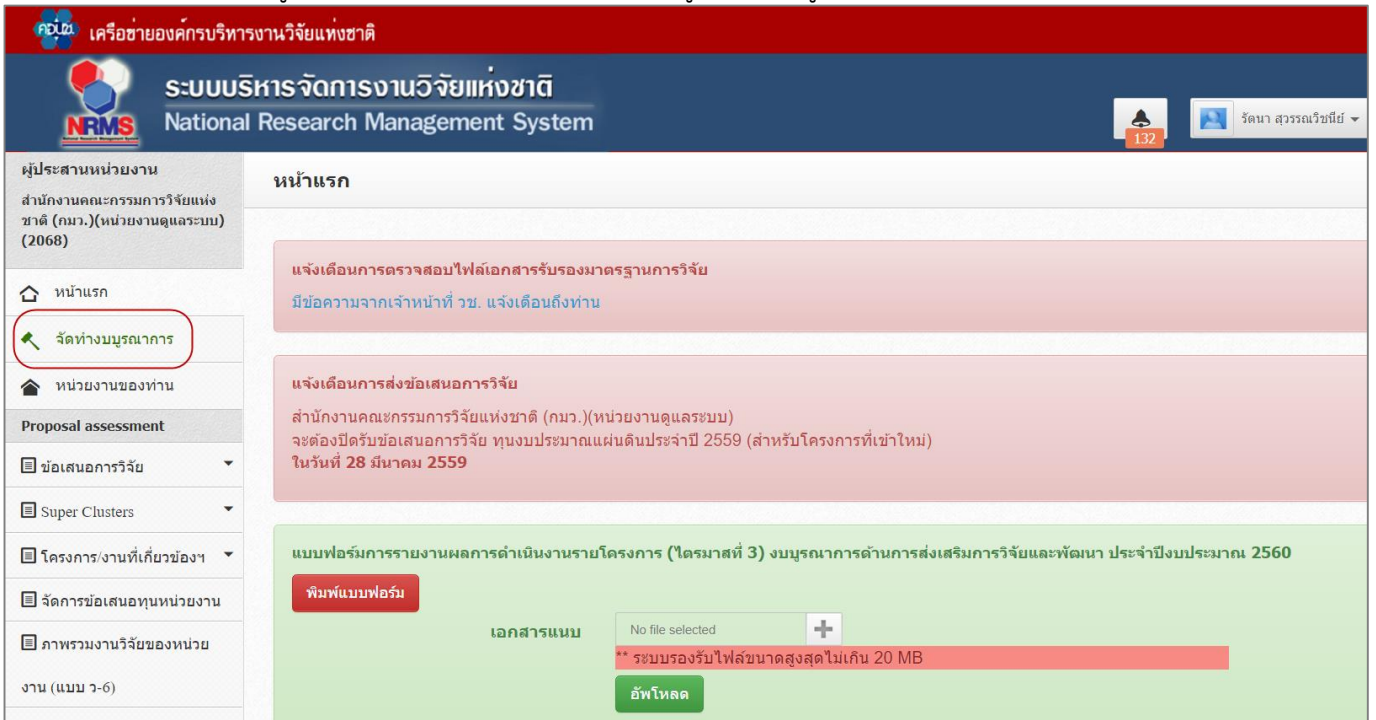 คอบช เครือข่ายองค์กรบริหารงานวิจัยแห่งชาติ
NRMS
ระบบบริหารจัดการงานวิจัยแห่งชาติ
National Research Management System
132
รัตนา สุวรรณวิชนีย์
ผู้ประสานหน่วยงาน
สำนักงานคณะกรรมการวิจัยแห่ง
ชาติ (กมว.)(หน่วยงานดูแลระบบ)
(2068)
หน้าแรก
จัดทำงบบูรณาการ
หน่วยงานของท่าน
Proposal assessment
ข้อเสนอการวิจัย
Super Clusters
โครงการ/งานที่เกี่ยวข้องฯ
จัดการข้อเสนอทุนหน่วยงาน
ภาพรวมงานวิจัยของหน่วย
งาน (แบบ ว-6)
หน้าแรก
แจ้งเตือนการตรวจสอบไฟล์เอกสารรับรองมาตรฐานการวิจัย
มีข้อความจากเจ้าหน้าที่ วช. แจ้งเตือนถึงท่าน
แจ้งเตือนการส่งข้อเสนอการวิจัย
สำนักงานคณะกรรมการวิจัยแห่งชาติ (กมว.)(หน่วยงานดูแลระบบ)
จะต้องปิดรับข้อเสนอการวิจัย ทุนงบประมาณแผ่นดินประจำปี 2559 (สำหรับโครงการที่เข้าใหม่)
ในวันที่ 28 มีนาคม 2559
แบบฟอร์มการรายงานผลการดำเนินงานรายโครงการ (ไตรมาสที่ 3) งบบูรณาการด้านการส่งเสริมการวิจัยและพัฒนา ประจำปีงบประมาณ 2560
พิมพ์แบบฟอร์ม
เอกสารแนบ
No file selected
** ระบบรองรับไฟล์ขนาดสูงสุดไม่เกิน 20 MB
อัพโหลด